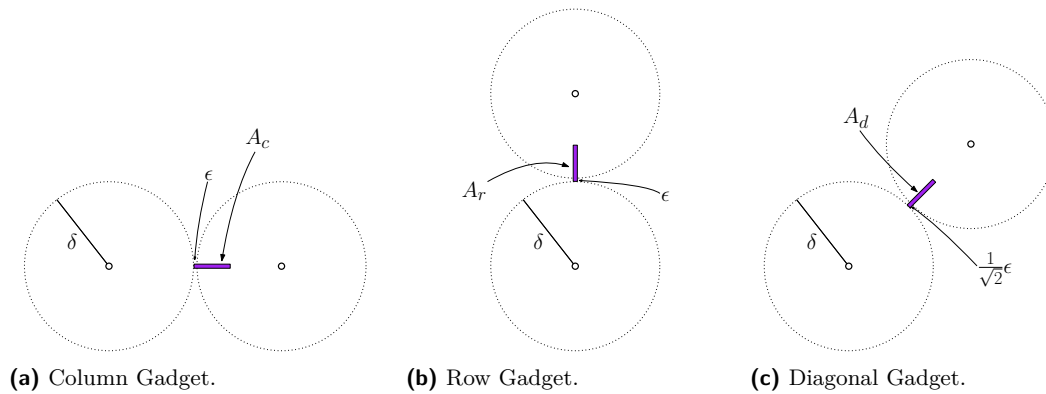 A_c
ϵ
δ
(a) Column Gadget.
A_r
ϵ
δ
(b) Row Gadget.
A_d
δ
1/√2 ϵ
(c) Diagonal Gadget.